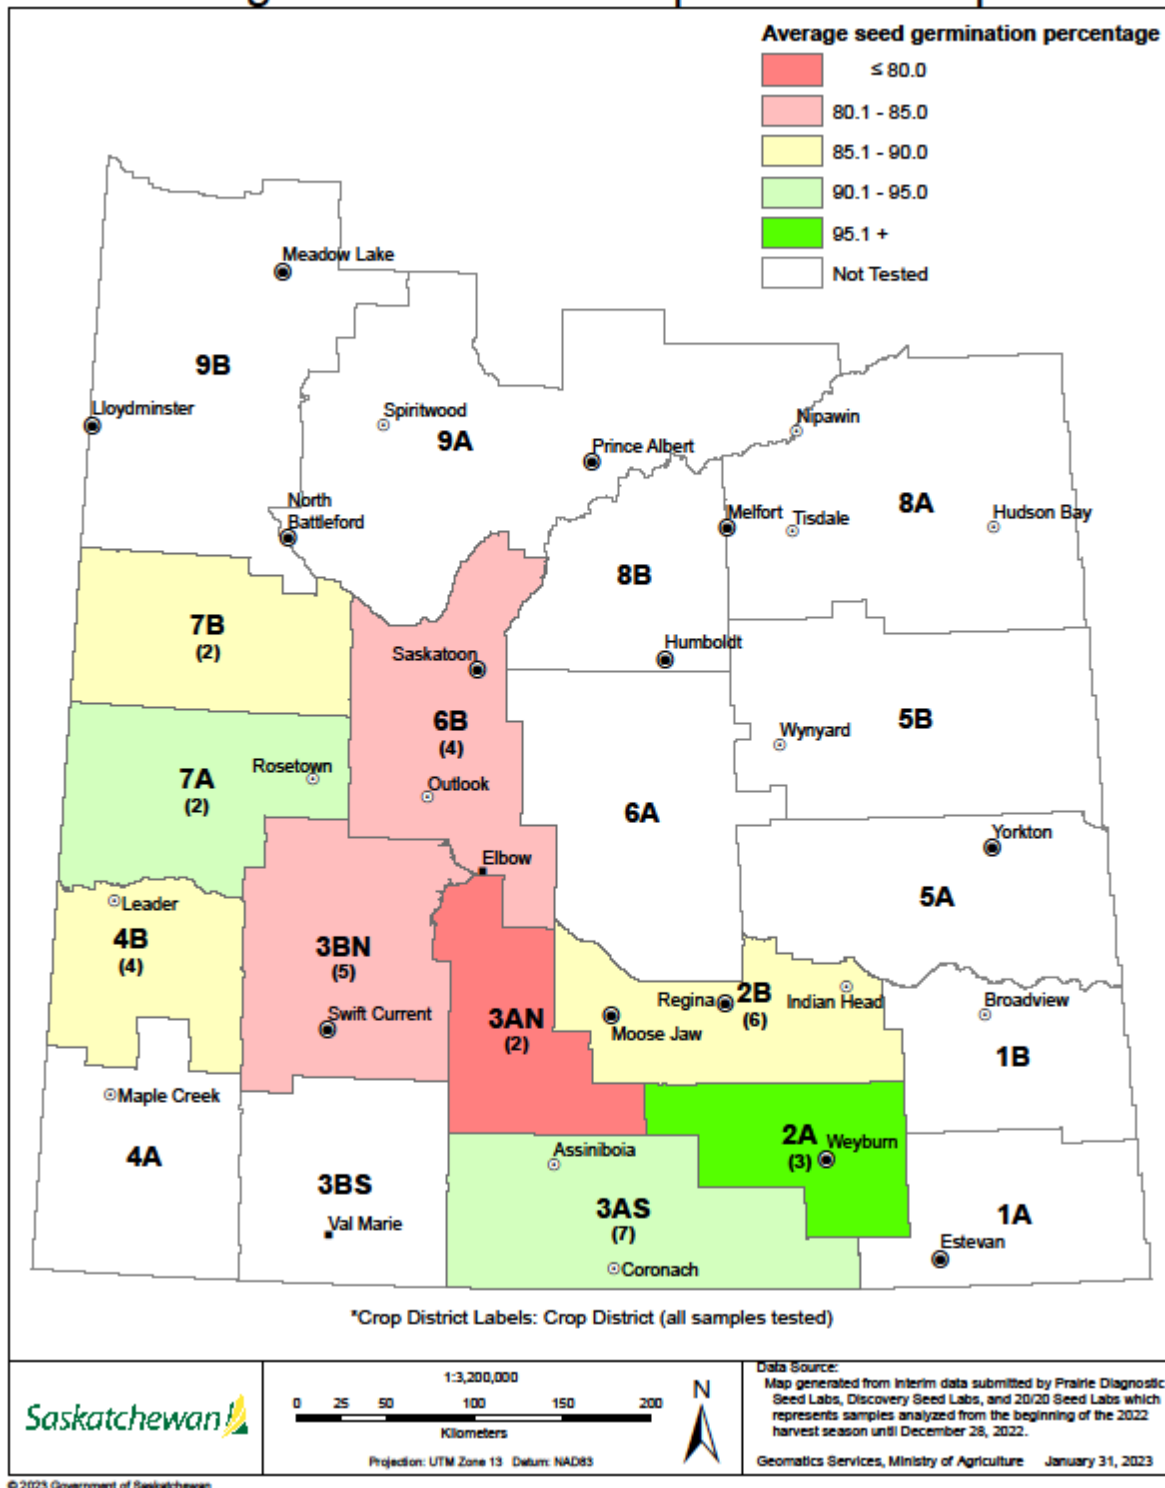 Average seed germination percentage
≤ 80.0
80.1 - 85.0
85.1 - 90.0
90.1 - 95.0
95.1 +
Not Tested
Meadow Lake
9B
Lloydminster
Spiritwood
9A
Nipawin
Prince Albert
North
Battleford
8A
Melfort
Tisdale
Hudson Bay
8B
7B
(2)
Humboldt
Saskatoon
6B
(4)
5B
Wynyard
Rosetown
7A
(2)
Outlook
6A
Yorkton
Elbow
Leader
5A
4B
(4)
3BN
(5)
Swift Current
3AN
(2)
Regina
2B
(6)
Indian Head
Broadview
Moose Jaw
1B
Maple Creek
4A
2A
(3)
Weyburn
Assiniboia
3BS
Val Marie
3AS
(7)
1A
Estevan
Coronach
*Crop District Labels: Crop District (all samples tested)
Saskatchewan
1:3,200,000
0 25 50 100 150 200
Kilometers
Projection: UTM Zone 13 Datum: NAD83
N
Data Source:
Map generated from interim data submitted by Prairie Diagnostic
Seed Labs, Discovery Seed Labs, and 20/20 Seed Labs which
represents samples analyzed from the beginning of the 2022
harvest season until December 28, 2022.
Geomatics Services, Ministry of Agriculture January 31, 2023
© 2023 Government of Saskatchewan